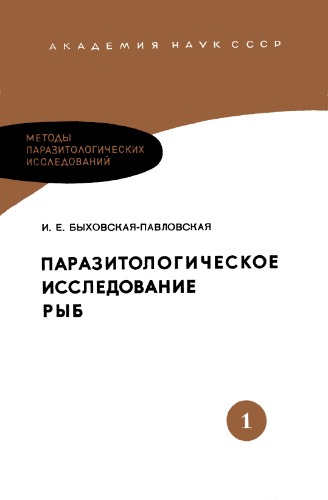 АКАДЕМИЯ НАУК СССР
МЕТОДЫ
ПАРАЗИТОЛОГИЧЕСКИХ
ИССЛЕДОВАНИЙ
И. Е. БЫХОВСКАЯ-ПАВЛОВСКАЯ
ПАРАЗИТОЛОГИЧЕСКОЕ
ИССЛЕДОВАНИЕ
РЫБ
1